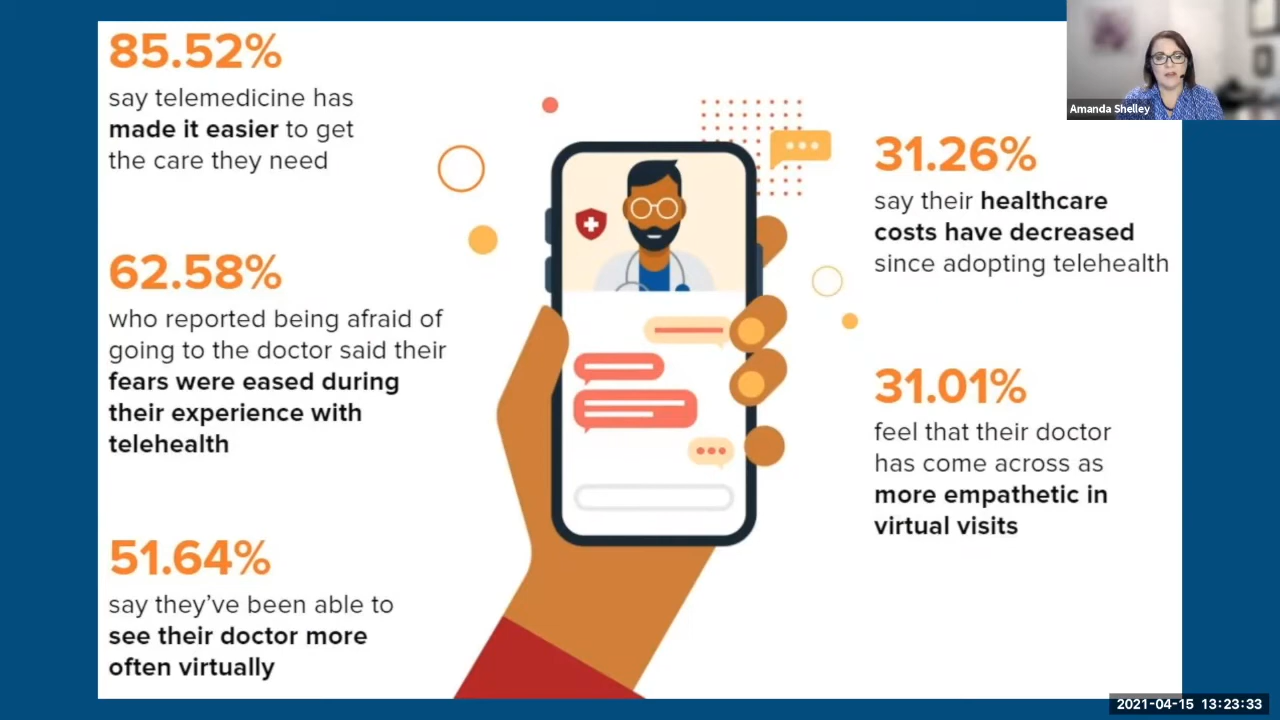 85.52%
say telemedicine has
made it easier to get
the care they need
62.58%
who reported being afraid of
going to the doctor said their
fears were eased during
their experience with
telehealth
51.64%
say they’ve been able to
see their doctor more
often virtually
31.26%
say their healthcare
costs have decreased
since adopting telehealth
31.01%
feel that their doctor
has come across as
more empathetic in
virtual visits
Amanda Shelley
2021-04-15 13:23:33